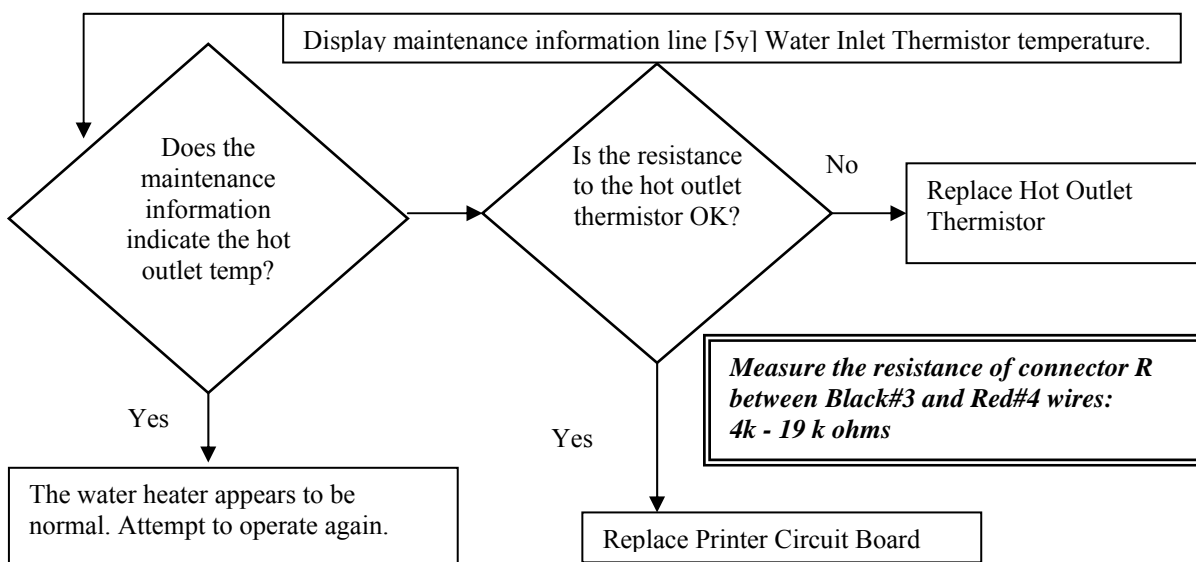 Display maintenance information line [5y] Water Inlet Thermistor temperature.
Does the
maintenance
information
indicate the hot
outlet temp?
Is the resistance
to the hot outlet
thermistor OK?
No
Replace Hot Outlet
Thermistor
Measure the resistance of connector R
between Black#3 and Red#4 wires:
4k - 19 k ohms
Yes
Yes
The water heater appears to be
normal. Attempt to operate again.
Replace Printer Circuit Board